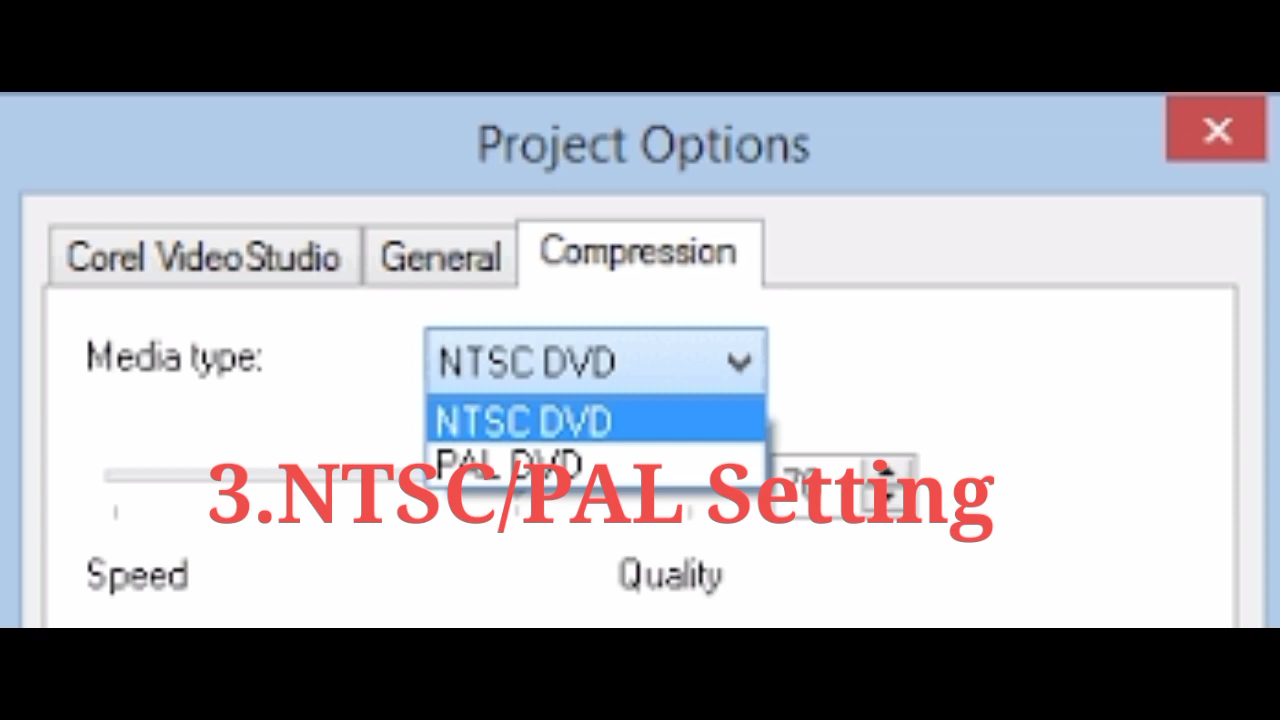 Project Options
Corel VideoStudio General Compression
Media type: NTSC DVD
NTSC DVD
PAL DVD
3.NTSC/PAL Setting
Speed Quality